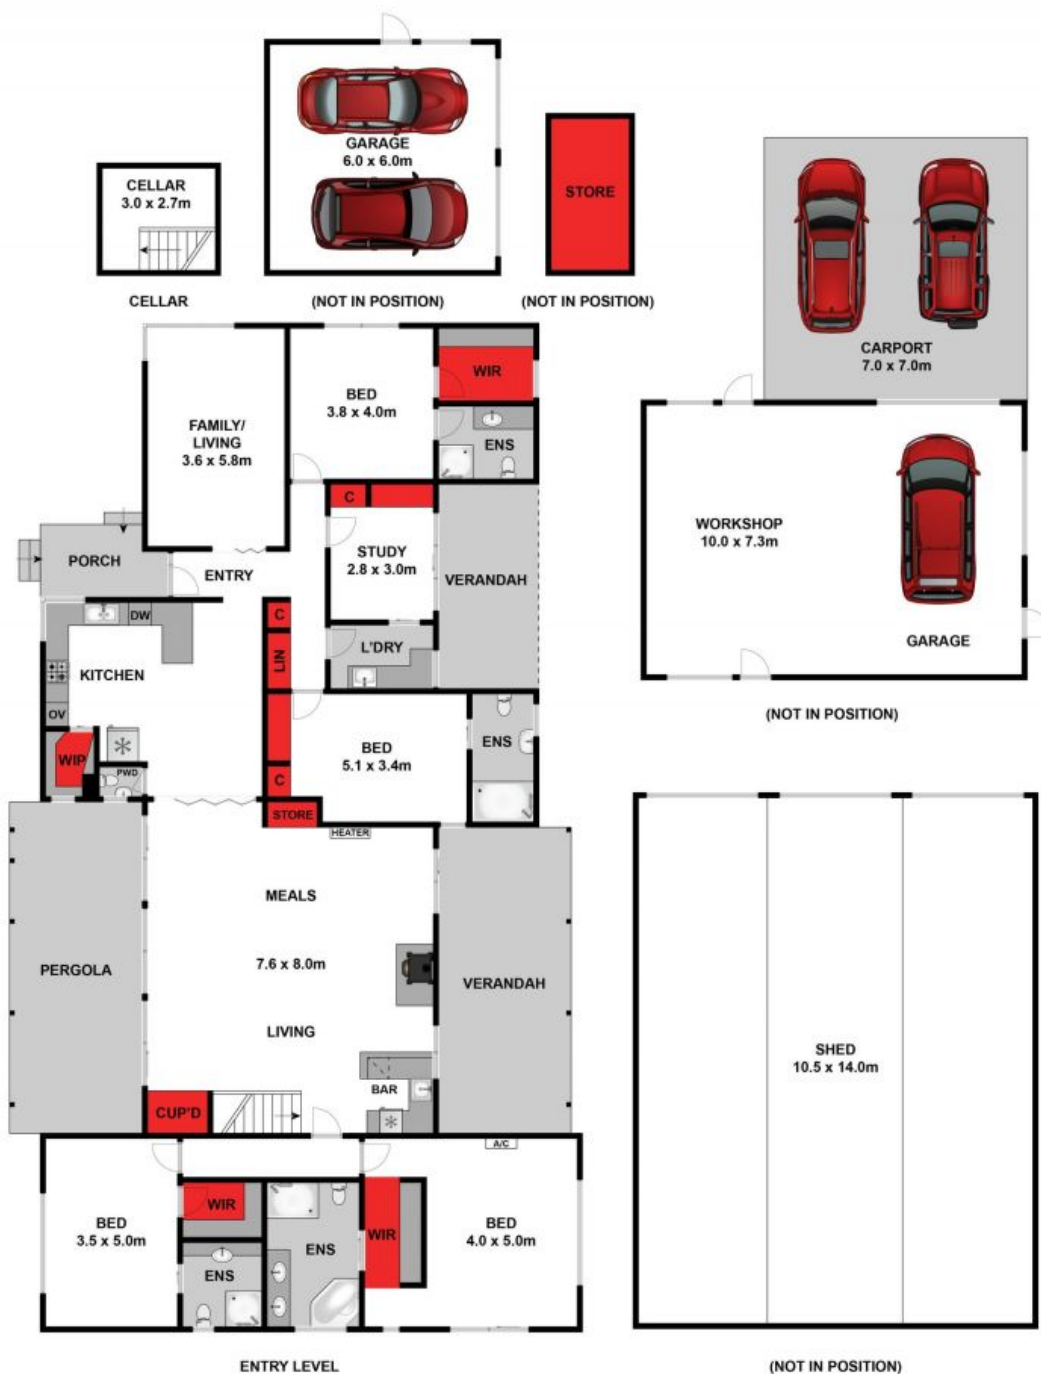 GARAGE
6.0 x 6.0m
(NOT IN POSITION)
STORE
(NOT IN POSITION)
CELLAR
3.0 x 2.7m
CELLAR
CARPORT
7.0 x 7.0m
WORKSHOP
10.0 x 7.3m
GARAGE
(NOT IN POSITION)
FAMILY/
LIVING
3.6 x 5.8m
BED
3.8 x 4.0m
WIR
ENS
C
STUDY
2.8 x 3.0m
VERANDAH
PORCH
ENTRY
DW
C
LIN
L'DRY
KITCHEN
OV
WIP
PWD
BED
5.1 x 3.4m
ENS
C
STORE
HEATER
MEALS
7.6 x 8.0m
LIVING
PERGOLA
VERANDAH
BAR
CUP'D
A/C
BED
3.5 x 5.0m
WIR
ENS
ENS
WIR
BED
4.0 x 5.0m
ENTRY LEVEL
SHED
10.5 x 14.0m
(NOT IN POSITION)